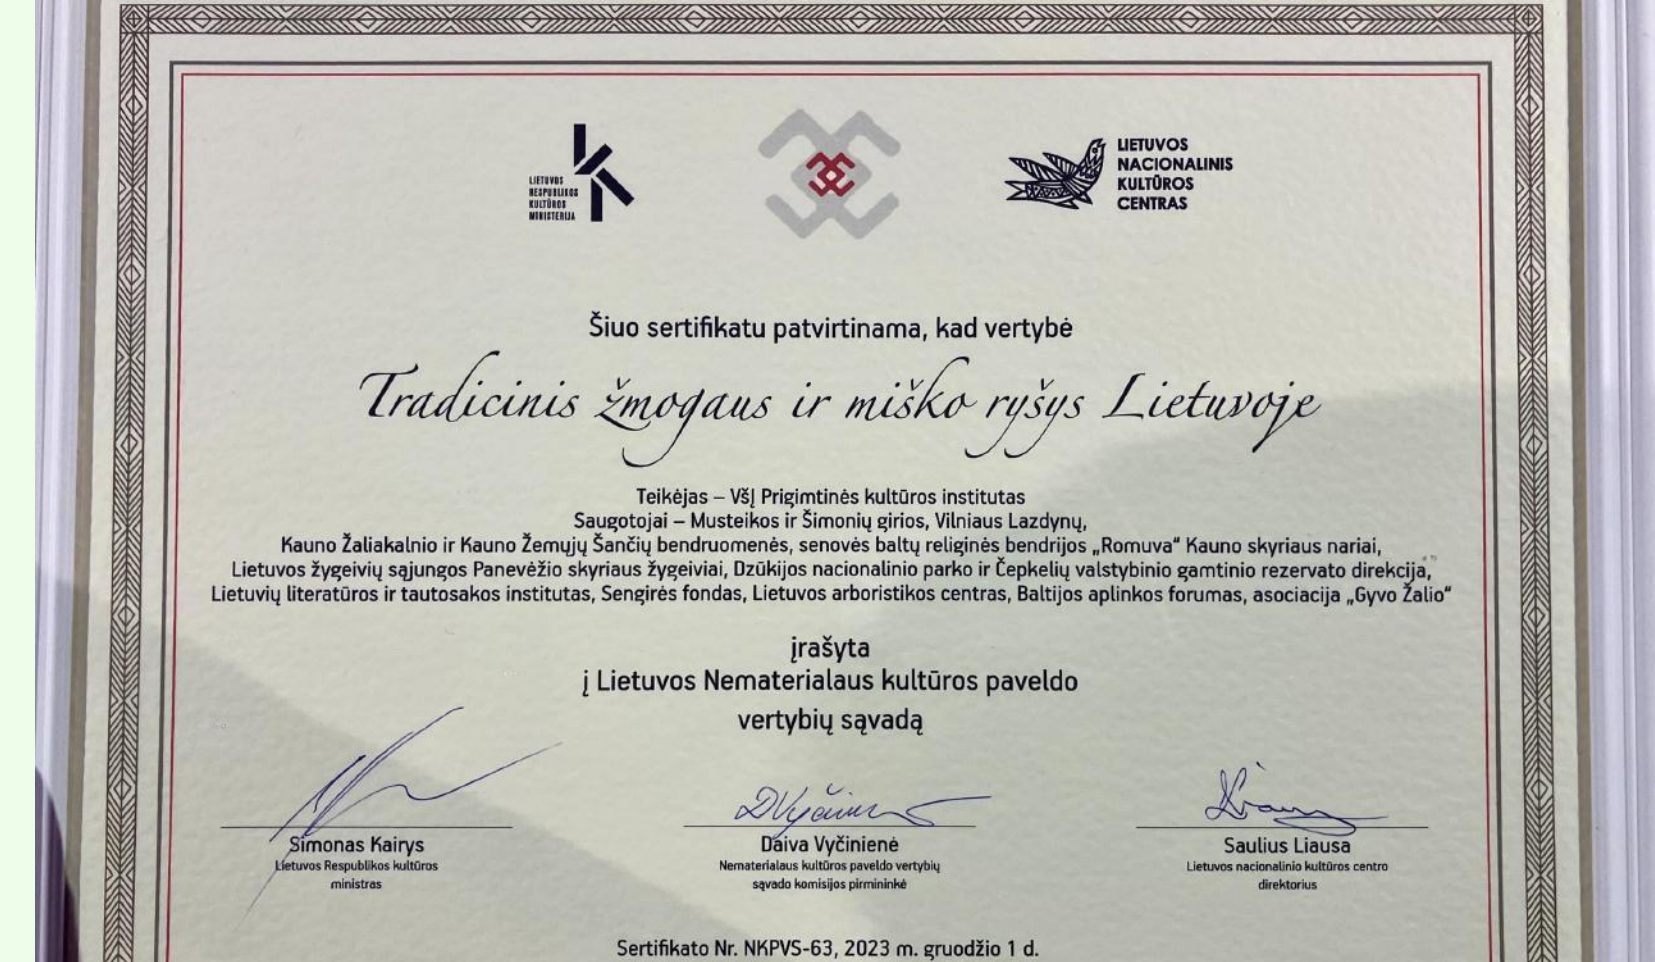 LIETUVOS
RESPUBLIKOS
KULTŪROS
MINISTERIJA
LIETUVOS
NACIONALINIS
KULTŪROS
CENTRAS
Šiuo sertifikatu patvirtinama, kad vertybė
Tradicinis žmogaus ir miško ryšys Lietuvoje
Teikėjas – VšĮ Prigimtinės kultūros institutas
Saugotojai – Musteikos ir Šimonių girios, Vilniaus Lazdynų,
Kauno Žaliakalnio ir Kauno Žemųjų Šančių bendruomenės, senovės baltų religinės bendrijos „Romuva“ Kauno skyriaus nariai,
Lietuvos žygeivių sąjungos Panevėžio skyriaus žygeiviai, Dzūkijos nacionalinio parko ir Čepkelių valstybinio gamtinio rezervato direkcija,
Lietuvių literatūros ir tautosakos institutas, Sengirės fondas, Lietuvos arboristikos centras, Baltijos aplinkos forumas, asociacija „Gyvo Žalio“
įrašyta
į Lietuvos Nematerialaus kultūros paveldo
vertybių sąvadą
DVyčinienė
Simonas Kairys
Lietuvos Respublikos kultūros
ministras
Daiva Vyčinienė
Nematerialaus kultūros paveldo vertybių
sąvado komisijos pirmininkė
Saulius Liausa
Lietuvos nacionalinio kultūros centro
direktorius
Sertifikato Nr. NKPVS-63, 2023 m. gruodžio 1 d.